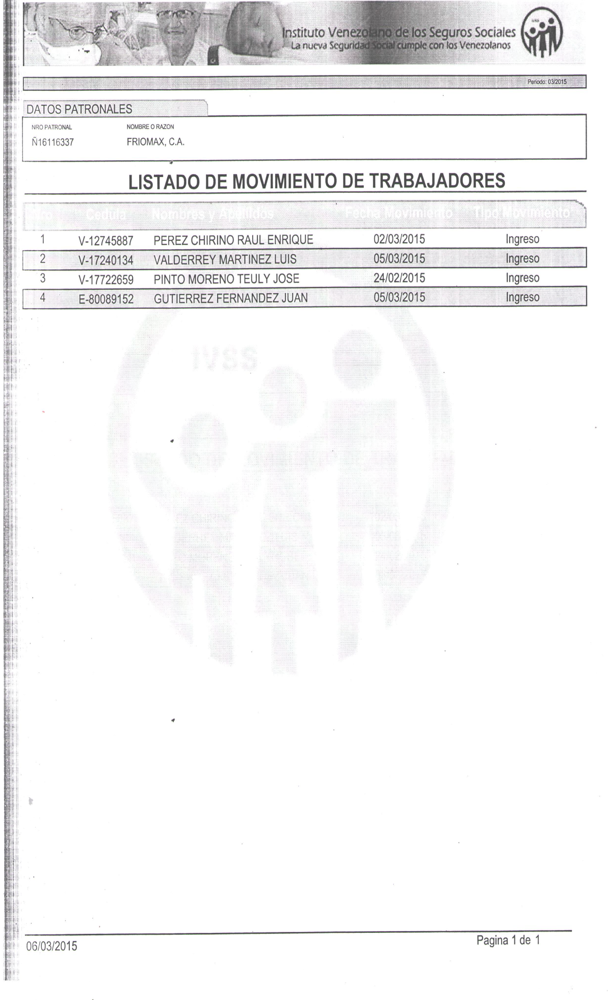 Instituto Venezolano de los Seguros Sociales
La nueva Seguridad Social cumple con los Venezolanos
IVSS
Periodo: 03/2015
DATOS PATRONALES
NRO PATRONAL NOMBRE O RAZON
Ñ16116337 FRIOMAX, C.A.
LISTADO DE MOVIMIENTO DE TRABAJADORES
Nro Cedula Nombres y Apellidos Fecha Movimiento Tipo Movimiento
1 V-12745887 PEREZ CHIRINO RAUL ENRIQUE 02/03/2015 Ingreso
2 V-17240134 VALDERREY MARTINEZ LUIS 05/03/2015 Ingreso
3 V-17722659 PINTO MORENO TEULY JOSE 24/02/2015 Ingreso
4 E-80089152 GUTIERREZ FERNANDEZ JUAN 05/03/2015 Ingreso
IVSS
06/03/2015 Pagina 1 de 1